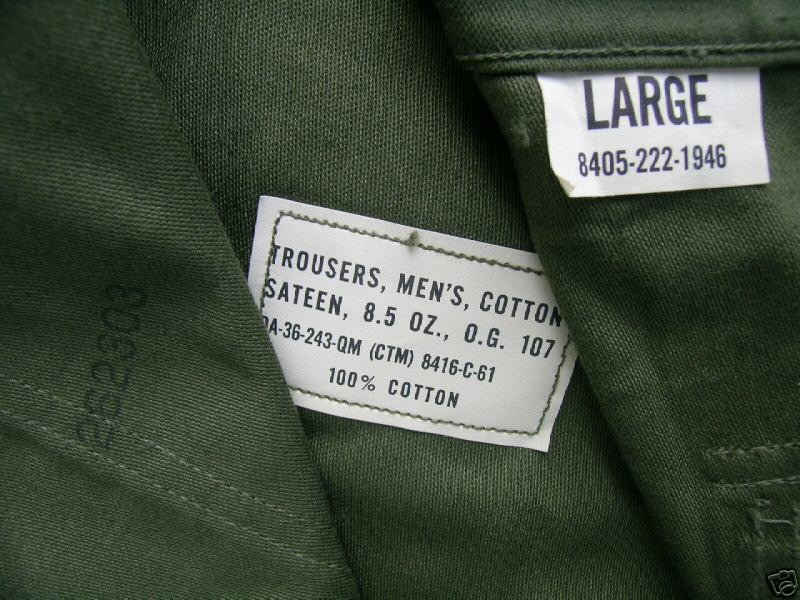 LARGE
8405-222-1946
TROUSERS, MEN'S, COTTON
SATEEN, 8.5 OZ., O.G. 107
DA-36-243-QM (CTM) 8416-C-61
100% COTTON